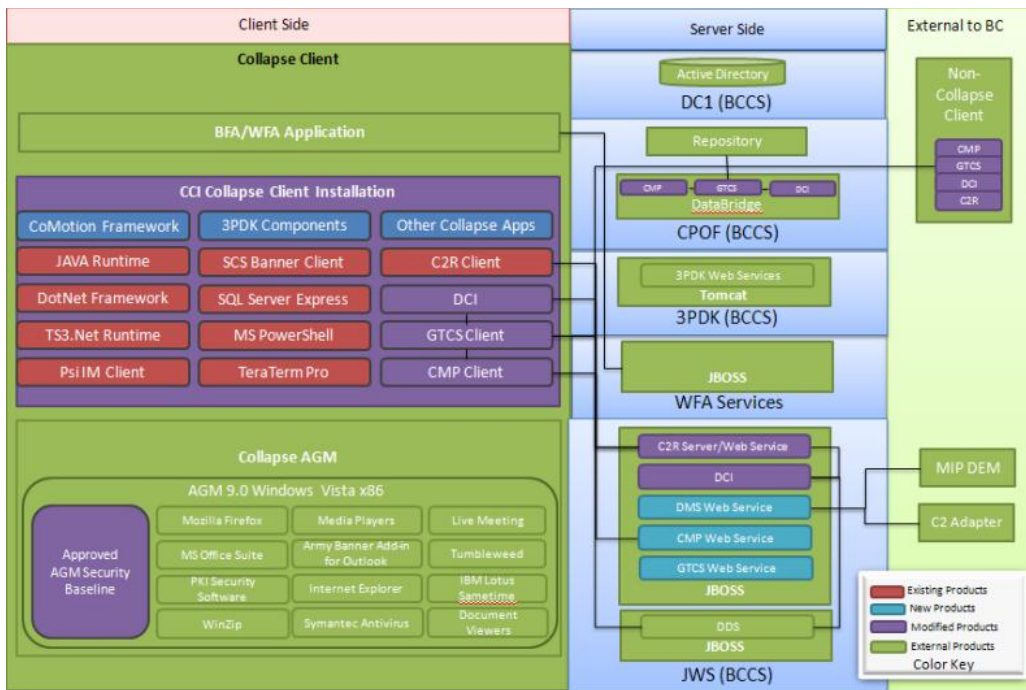 Client Side
Server Side
External to BC
Collapse Client
BFA/WFA Application
CCI Collapse Client Installation
CoMotion Framework
3PDK Components
Other Collapse Apps
JAVA Runtime
SCS Banner Client
C2R Client
DotNet Framework
SQL Server Express
DCI
TS3.Net Runtime
MS PowerShell
GTCS Client
Psi IM Client
TeraTerm Pro
CMP Client
Collapse AGM
AGM 9.0 Windows Vista x86
Approved
AGM Security
Baseline
Mozilla Firefox
Media Players
Live Meeting
MS Office Suite
Army Banner Add-in
for Outlook
Tumbleweed
PKI Security
Software
Internet Explorer
IBM Lotus
Sametime
WinZip
Symantec Antivirus
Document
Viewers
Active Directory
DC1 (BCCS)
Repository
CMP
GTCS
DCI
DataBridge
CPOF (BCCS)
3PDK Web Services
Tomcat
3PDK (BCCS)
JBOSS
WFA Services
C2R Server/Web Service
DCI
DMS Web Service
CMP Web Service
GTCS Web Service
JBOSS
DDS
JBOSS
JWS (BCCS)
Non-
Collapse
Client
CMP
GTCS
DCI
C2R
MIP DEM
C2 Adapter
Existing Products
New Products
Modified Products
External Products
Color Key